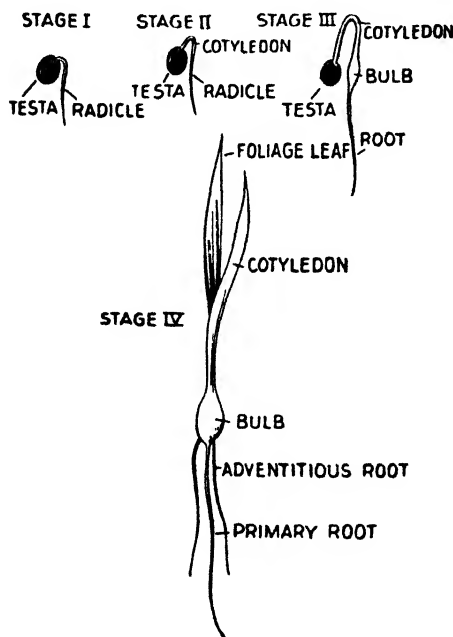 STAGE I
TESTA
RADICLE
STAGE II
COTYLEDON
TESTA
RADICLE
STAGE III
COTYLEDON
BULB
TESTA
ROOT
FOLIAGE LEAF
COTYLEDON
STAGE IV
BULB
ADVENTITIOUS ROOT
PRIMARY ROOT